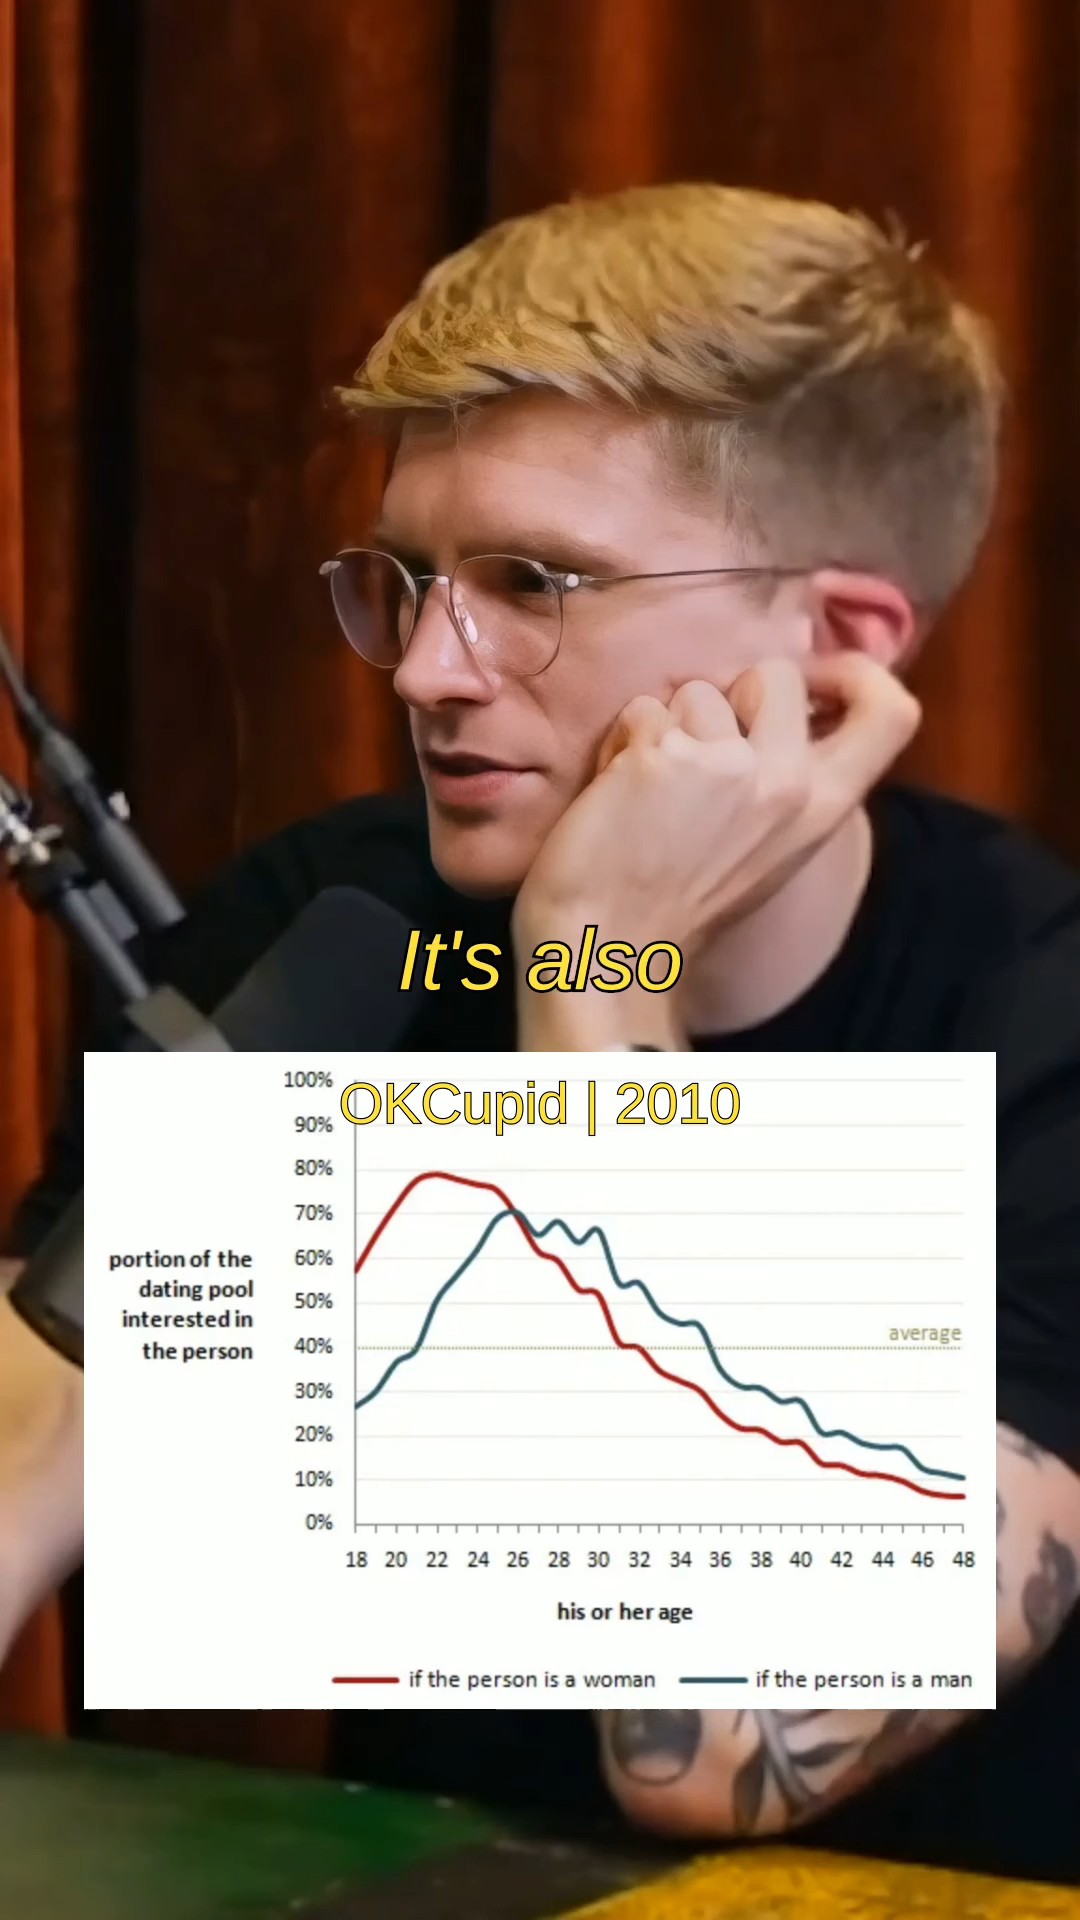 It's also
OKCupid | 2010
100%
90%
80%
70%
60%
50%
40%
30%
20%
10%
0%
portion of the
dating pool
interested in
the person
average
18 20 22 24 26 28 30 32 34 36 38 40 42 44 46 48
his or her age
if the person is a woman if the person is a man